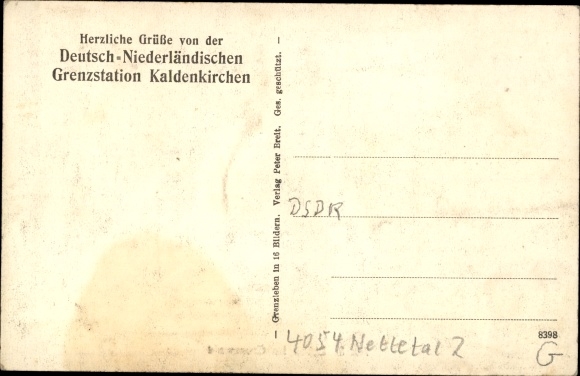 Herzliche Grüße von der
Deutsch-Niederländischen
Grenzstation Kaldenkirchen
— Grenzleben in 16 Bildern. Verlag Peter Breit. Ges. geschützt. —
DSDR
8398
4054 Nettetal 2
G